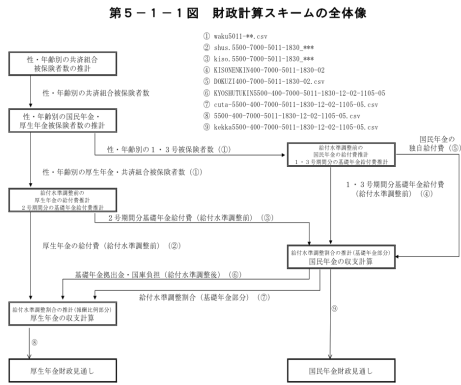 第５－１－１図　財政計算スキームの全体像
① waku5011-**.csv
② shus.5500-7000-5011-1830_***
③ kiso.5500-7000-5011-1830_***
④ KISONENKIN400-7000-5011-1830-02
⑤ DOKUZI400-7000-5011-1830-02.csv
⑥ KYOSHUTUKIN5500-400-7000-5011-1830-12-02-1105-05
⑦ cuta-5500-400-7000-5011-1830-12-02-1105-05.csv
⑧ 5500-400-7000-5011-1830-12-02-1105-05.csv
⑨ kekka5500-400-7000-5011-1830-12-02-1105-05.csv
性・年齢別の共済組合
被保険者数の推計
性・年齢別の共済組合被保険者数
性・年齢別の国民年金・
厚生年金被保険者数の推計
性・年齢別の１・３号被保険者数（①）
国民年金の
独自給付費（⑤）
給付水準調整前の
国民年金の給付費推計
１・３号期間分基礎年金給付費推計
性・年齢別の厚生年金・共済組合被保険者数（①）
１・３号期間分基礎年金給付費
（給付水準調整前）（④）
給付水準調整前の
厚生年金の給付費推計
２号期間分の基礎年金給付費推計
２号期間分基礎年金給付費（給付水準調整前）（③）
厚生年金の給付費（給付水準調整前）（②）
給付水準調整割合の推計（基礎年金部分）
国民年金の収支計算
基礎年金拠出金・国庫負担（給付水準調整後）（⑥）
給付水準調整割合（基礎年金部分）（⑦）
給付水準調整割合の推計（報酬比例部分）
厚生年金の収支計算
⑨
⑧
厚生年金財政見通し
国民年金財政見通し